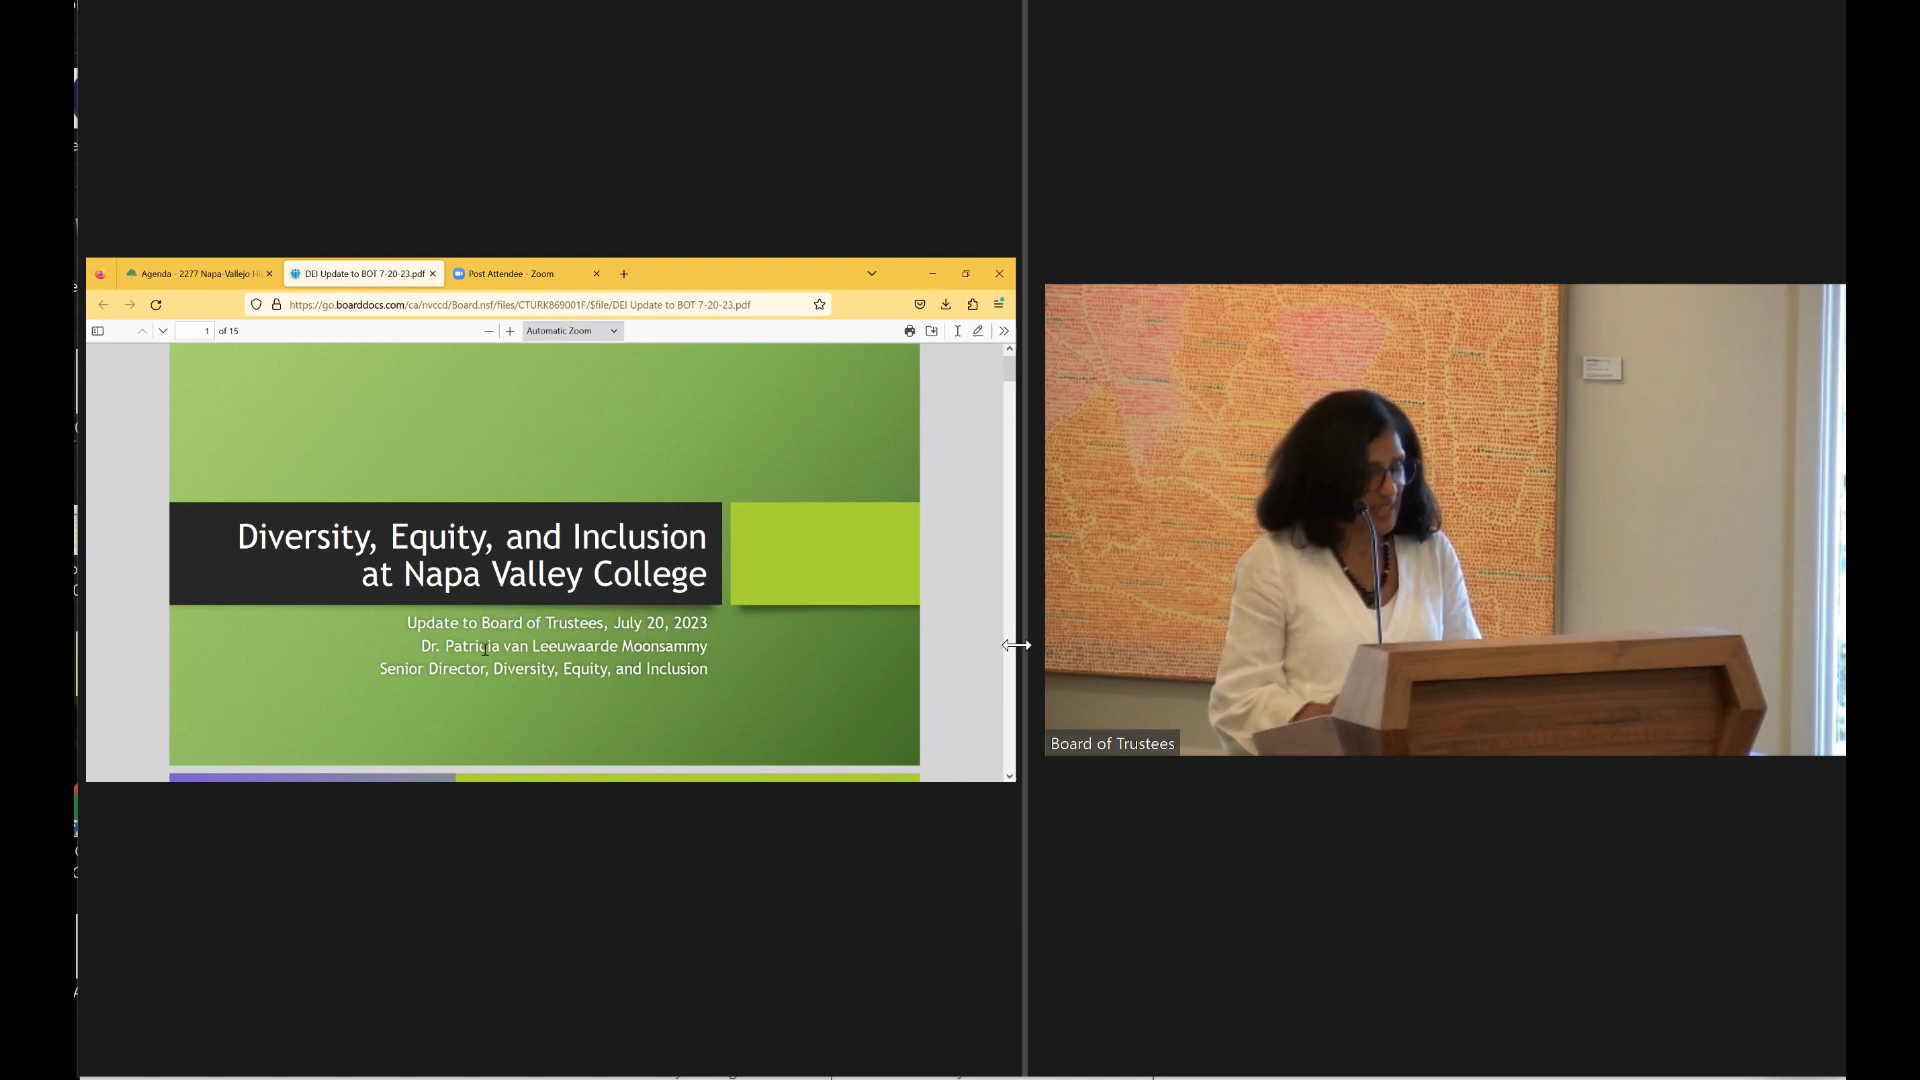 Agenda - 2277 Napa-Vallejo Hi
DEI Update to BOT 7-20-23.pdf
Post Attendee - Zoom
https://go.boarddocs.com/ca/nvccd/Board.nsf/files/CTURK869001F/$file/DEI Update to BOT 7-20-23.pdf
1 of 15
Automatic Zoom
Diversity, Equity, and Inclusion
at Napa Valley College
Update to Board of Trustees, July 20, 2023
Dr. Patricia van Leeuwaarde Moonsammy
Senior Director, Diversity, Equity, and Inclusion
Board of Trustees